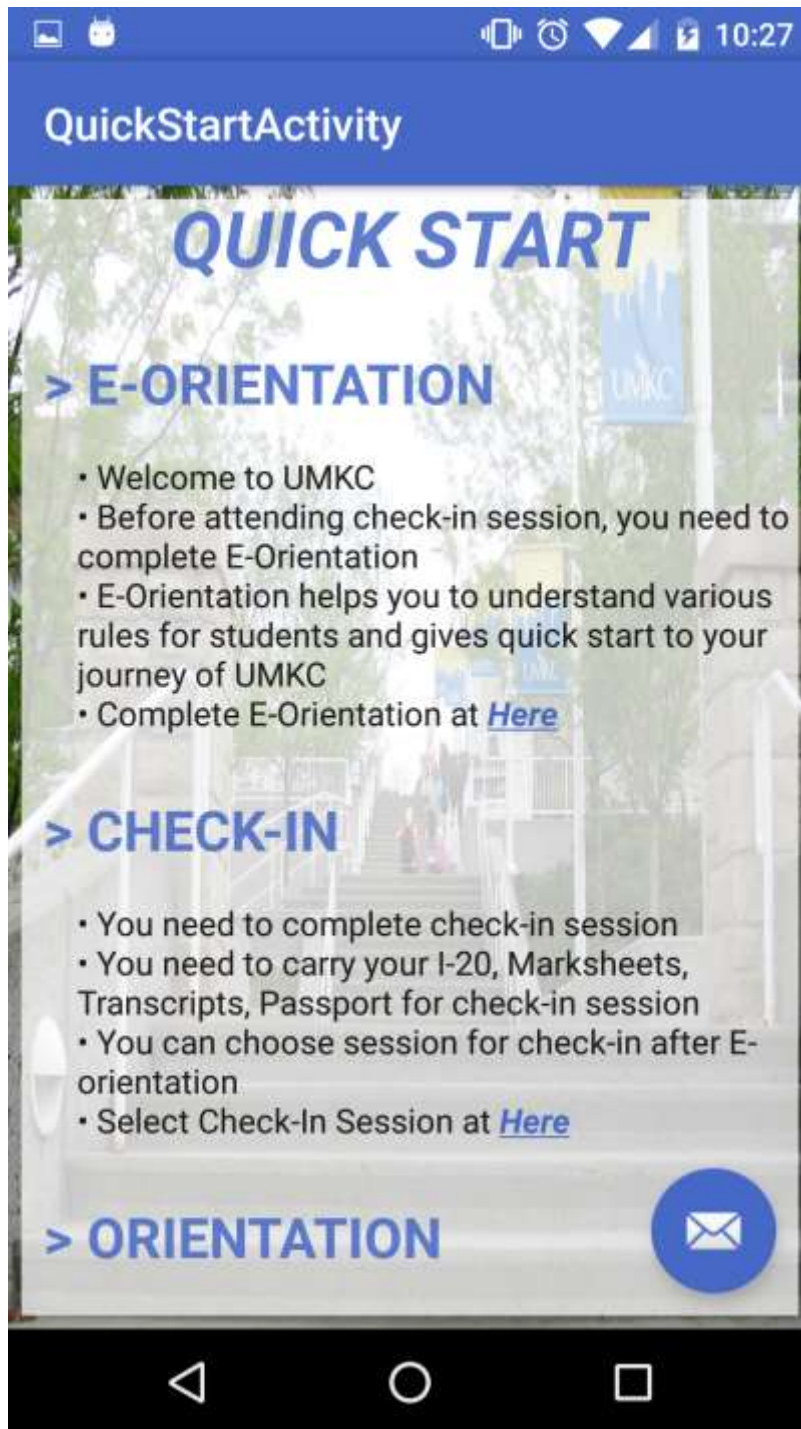 10:27
QuickStartActivity
QUICK START
UMKC
> E-ORIENTATION
• Welcome to UMKC
• Before attending check-in session, you need to
complete E-Orientation
• E-Orientation helps you to understand various
rules for students and gives quick start to your
journey of UMKC
• Complete E-Orientation at Here
> CHECK-IN
• You need to complete check-in session
• You need to carry your I-20, Marksheets,
Transcripts, Passport for check-in session
• You can choose session for check-in after E-
orientation
• Select Check-In Session at Here
> ORIENTATION